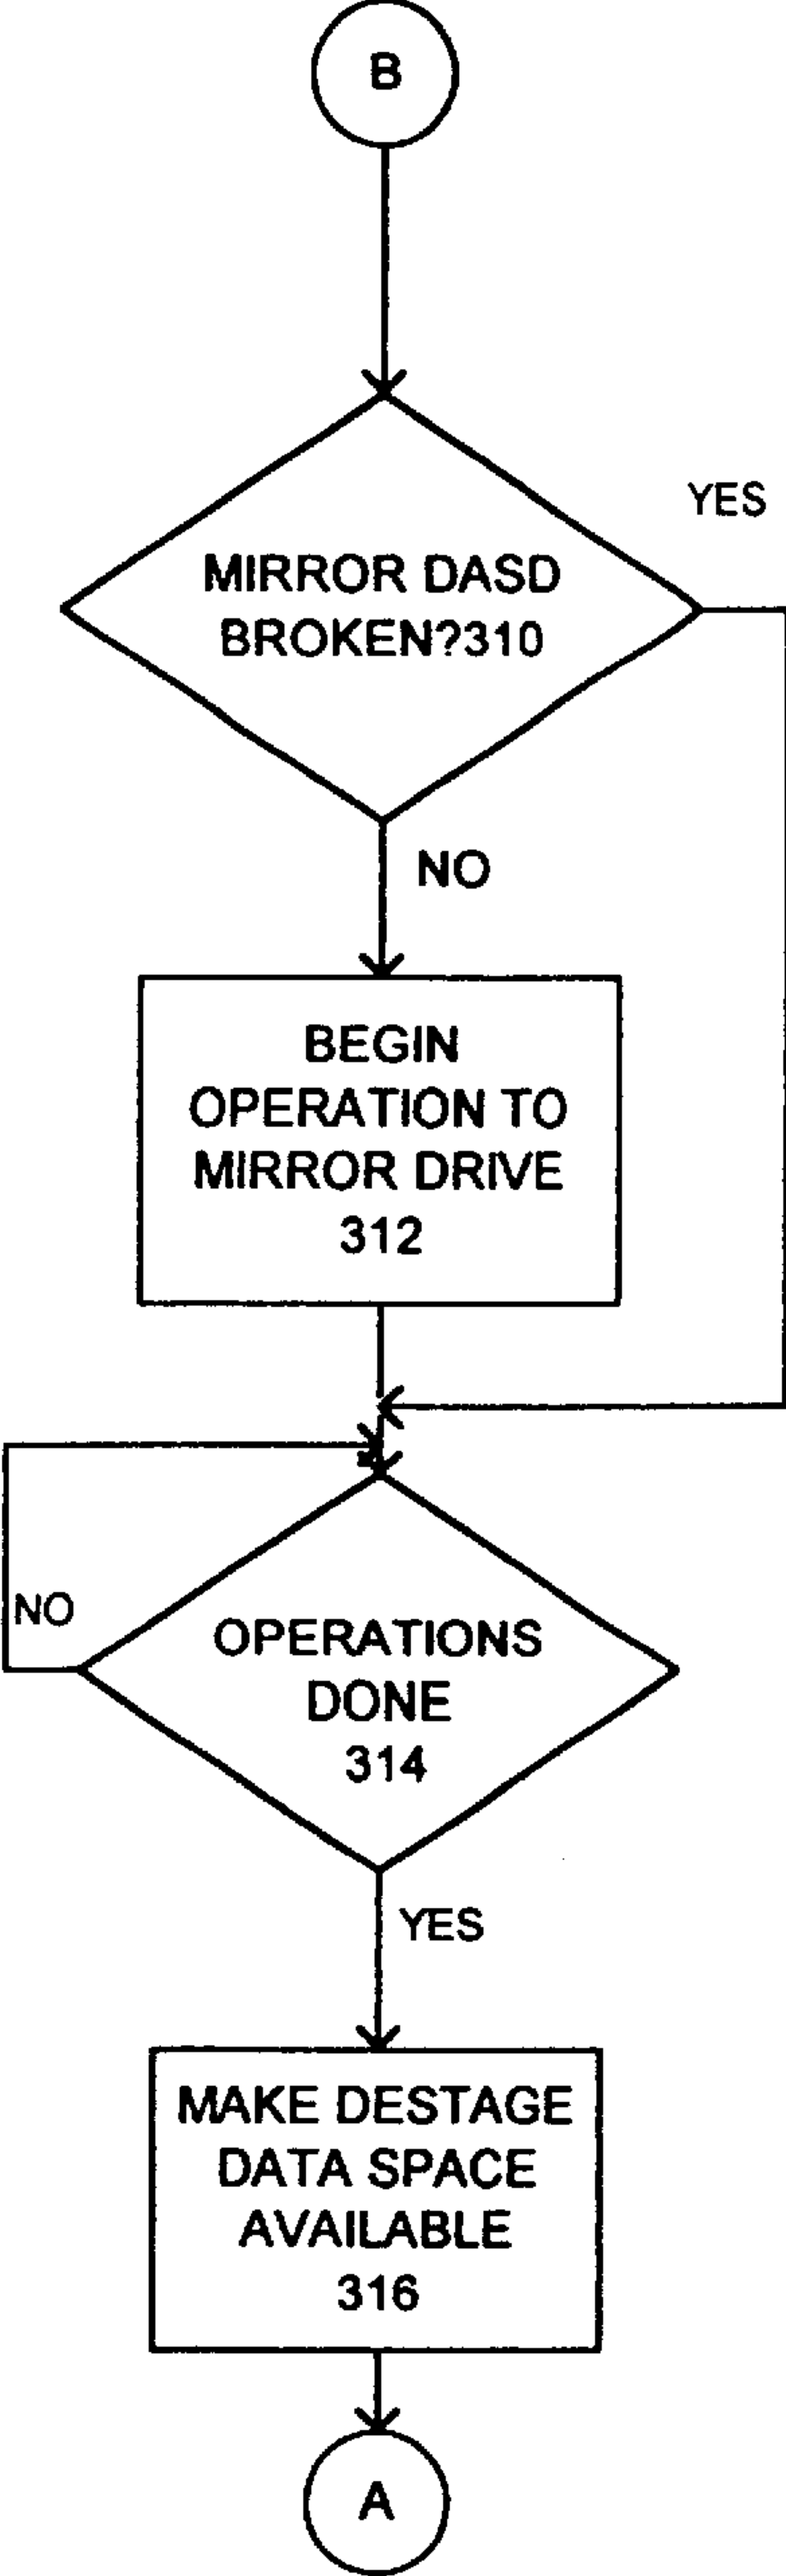 B
YES
MIRROR DASD
BROKEN?310
NO
BEGIN
OPERATION TO
MIRROR DRIVE
312
NO
OPERATIONS
DONE
314
YES
MAKE DESTAGE
DATA SPACE
AVAILABLE
316
A